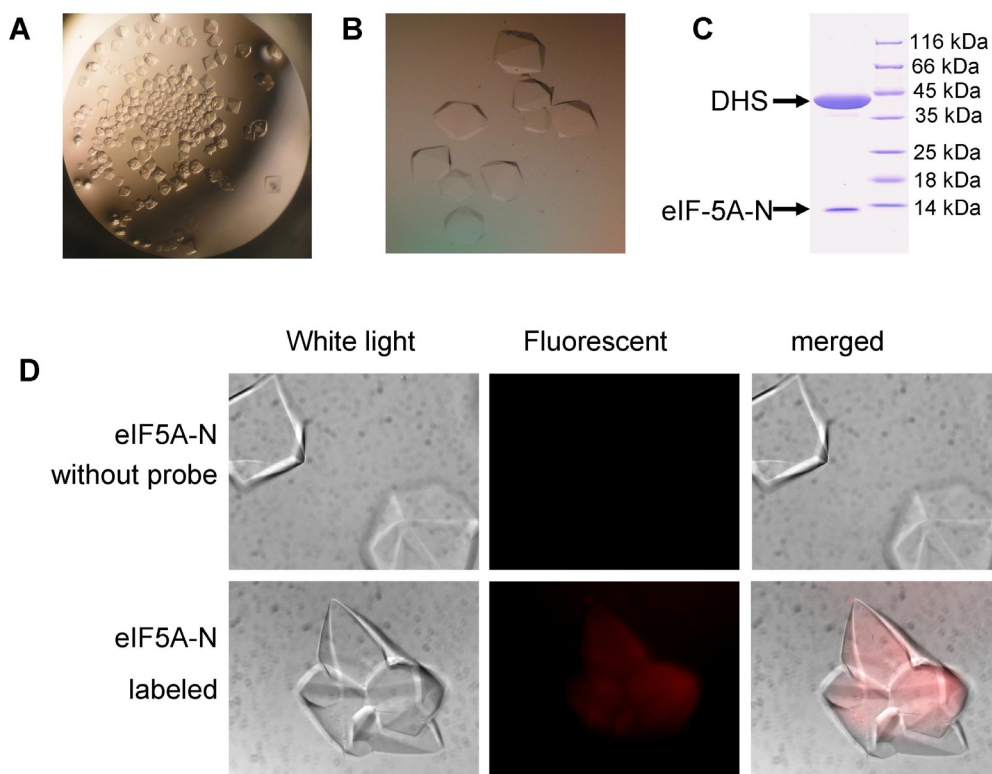 A
B
C
DHS
eIF-5A-N
116 kDa
66 kDa
45 kDa
35 kDa
25 kDa
18 kDa
14 kDa
D
White light
Fluorescent
merged
eIF5A-N
without probe
eIF5A-N
labeled